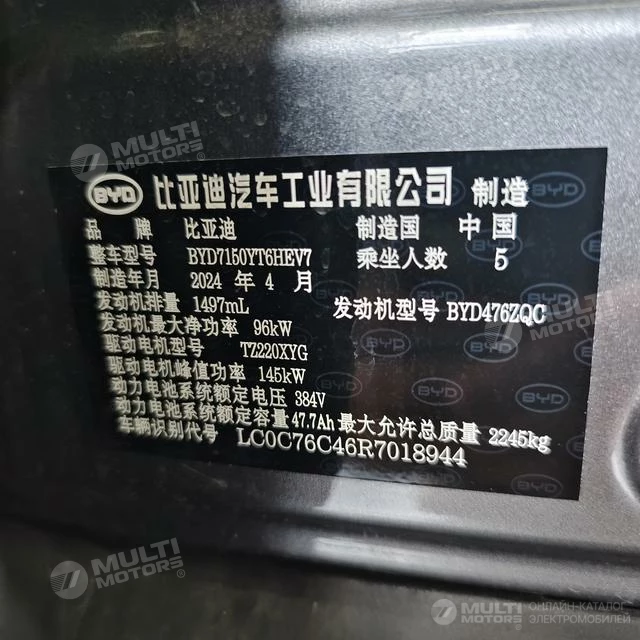 MULTI
MOTORS®
MULTI
MOTORS®
BYD 比亚迪汽车工业有限公司 制造
品 牌 比亚迪 制造国 中 国
整车型号 BYD7150YT6HEV7 乘坐人数 5
制造年月 2024 年 4 月
发动机排量 1497mL 发动机型号 BYD476ZQC
发动机最大净功率 96kW
驱动电机型号 TZ220XYG
驱动电机峰值功率 145kW
动力电池系统额定电压 384V
动力电池系统额定容量 47.7Ah 最大允许总质量 2245kg
车辆识别代号 LC0C76C46R7018944
MULTI
MOTORS®
MULTI
MOTORS
ОНЛАЙН-КАТАЛОГ
ЭЛЕКТРОМОБИЛЕЙ